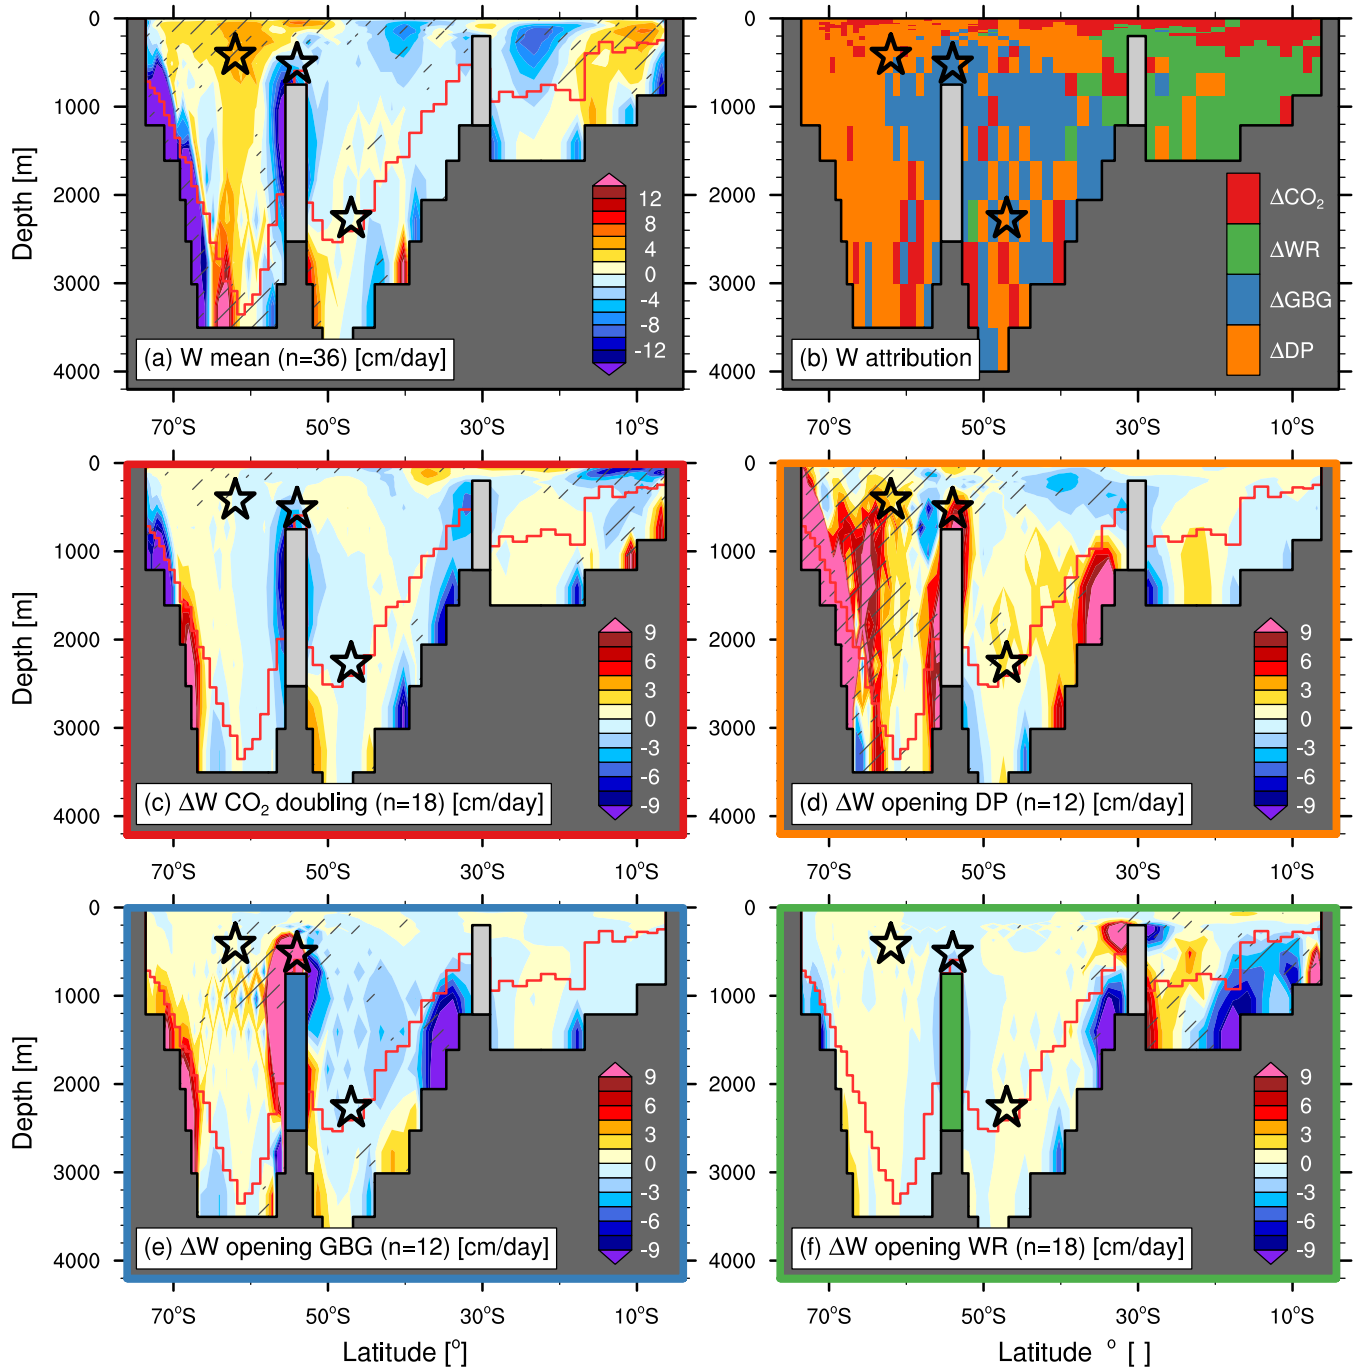 0
1000
2000
3000
4000
Depth [m]
12
8
4
0
-4
-8
-12
(a) W mean (n=36) [cm/day]
70°S
50°S
30°S
10°S
0
1000
2000
3000
4000
ΔCO₂
ΔWR
ΔGBG
ΔDP
(b) W attribution
70°S
50°S
30°S
10°S
0
1000
2000
3000
4000
Depth [m]
9
6
3
0
-3
-6
-9
(c) ΔW CO₂ doubling (n=18) [cm/day]
70°S
50°S
30°S
10°S
0
1000
2000
3000
4000
9
6
3
0
-3
-6
-9
(d) ΔW opening DP (n=12) [cm/day]
70°S
50°S
30°S
10°S
0
1000
2000
3000
4000
Depth [m]
9
6
3
0
-3
-6
-9
(e) ΔW opening GBG (n=12) [cm/day]
70°S
50°S
30°S
10°S
Latitude [°]
0
1000
2000
3000
4000
9
6
3
0
-3
-6
-9
(f) ΔW opening WR (n=18) [cm/day]
70°S
50°S
30°S
10°S
Latitude ° [ ]